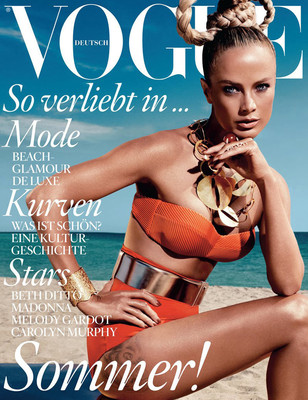 VOGUE
DEUTSCH
So verliebt in ...
Mode
BEACH-
GLAMOUR
DE LUXE
Kurven
WAS IST SCHÖN?
EINE KULTUR-
GESCHICHTE
Stars
BETH DITTO
MADONNA
MELODY GARDOT
CAROLYN MURPHY
Sommer!